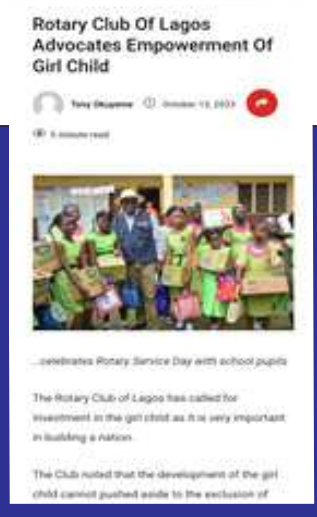 Rotary Club Of Lagos
Advocates Empowerment Of
Girl Child
Tony Okuyeme October 13, 2023
minute read
...celebrates Rotary Service Day with school pupils
The Rotary Club of Lagos has called for
investment in the girl child as it is very important
in building a nation.
The Club noted that the development of the girl
child cannot pushed aside to the exclusion of